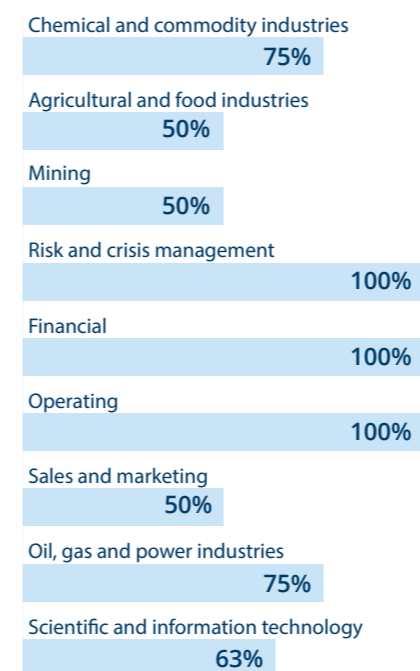 Chemical and commodity industries
75%
Agricultural and food industries
50%
Mining
50%
Risk and crisis management
100%
Financial
100%
Operating
100%
Sales and marketing
50%
Oil, gas and power industries
75%
Scientific and information technology
63%